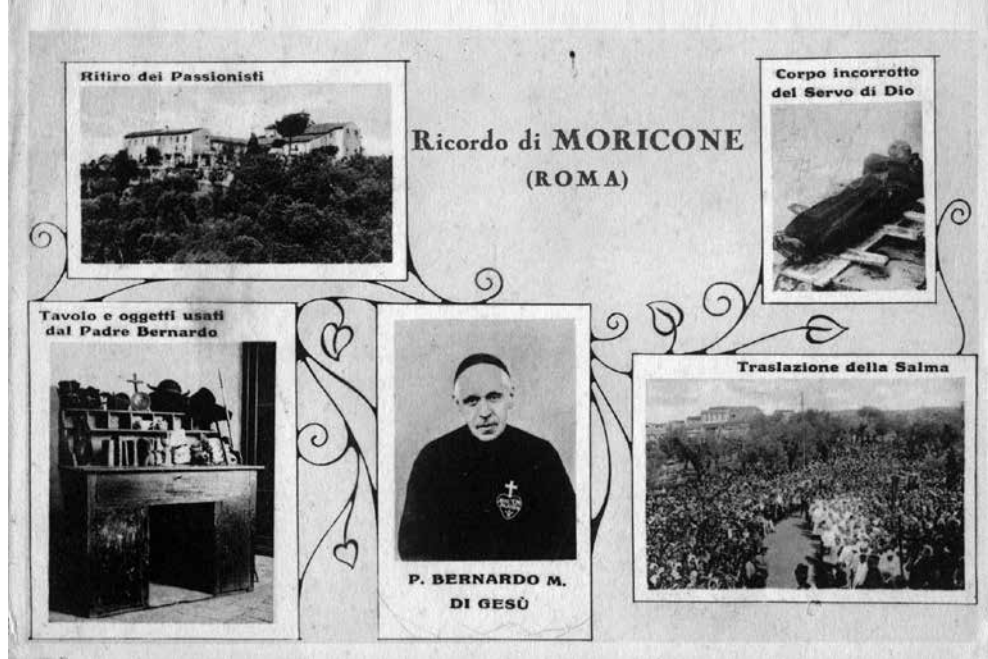 Ritiro dei Passionisti
Ricordo di MORICONE
(ROMA)
Corpo incorrotto
del Servo di Dio
Tavolo e oggetti usati
dal Padre Bernardo
P. BERNARDO M.
DI GESÙ
Traslazione della Salma